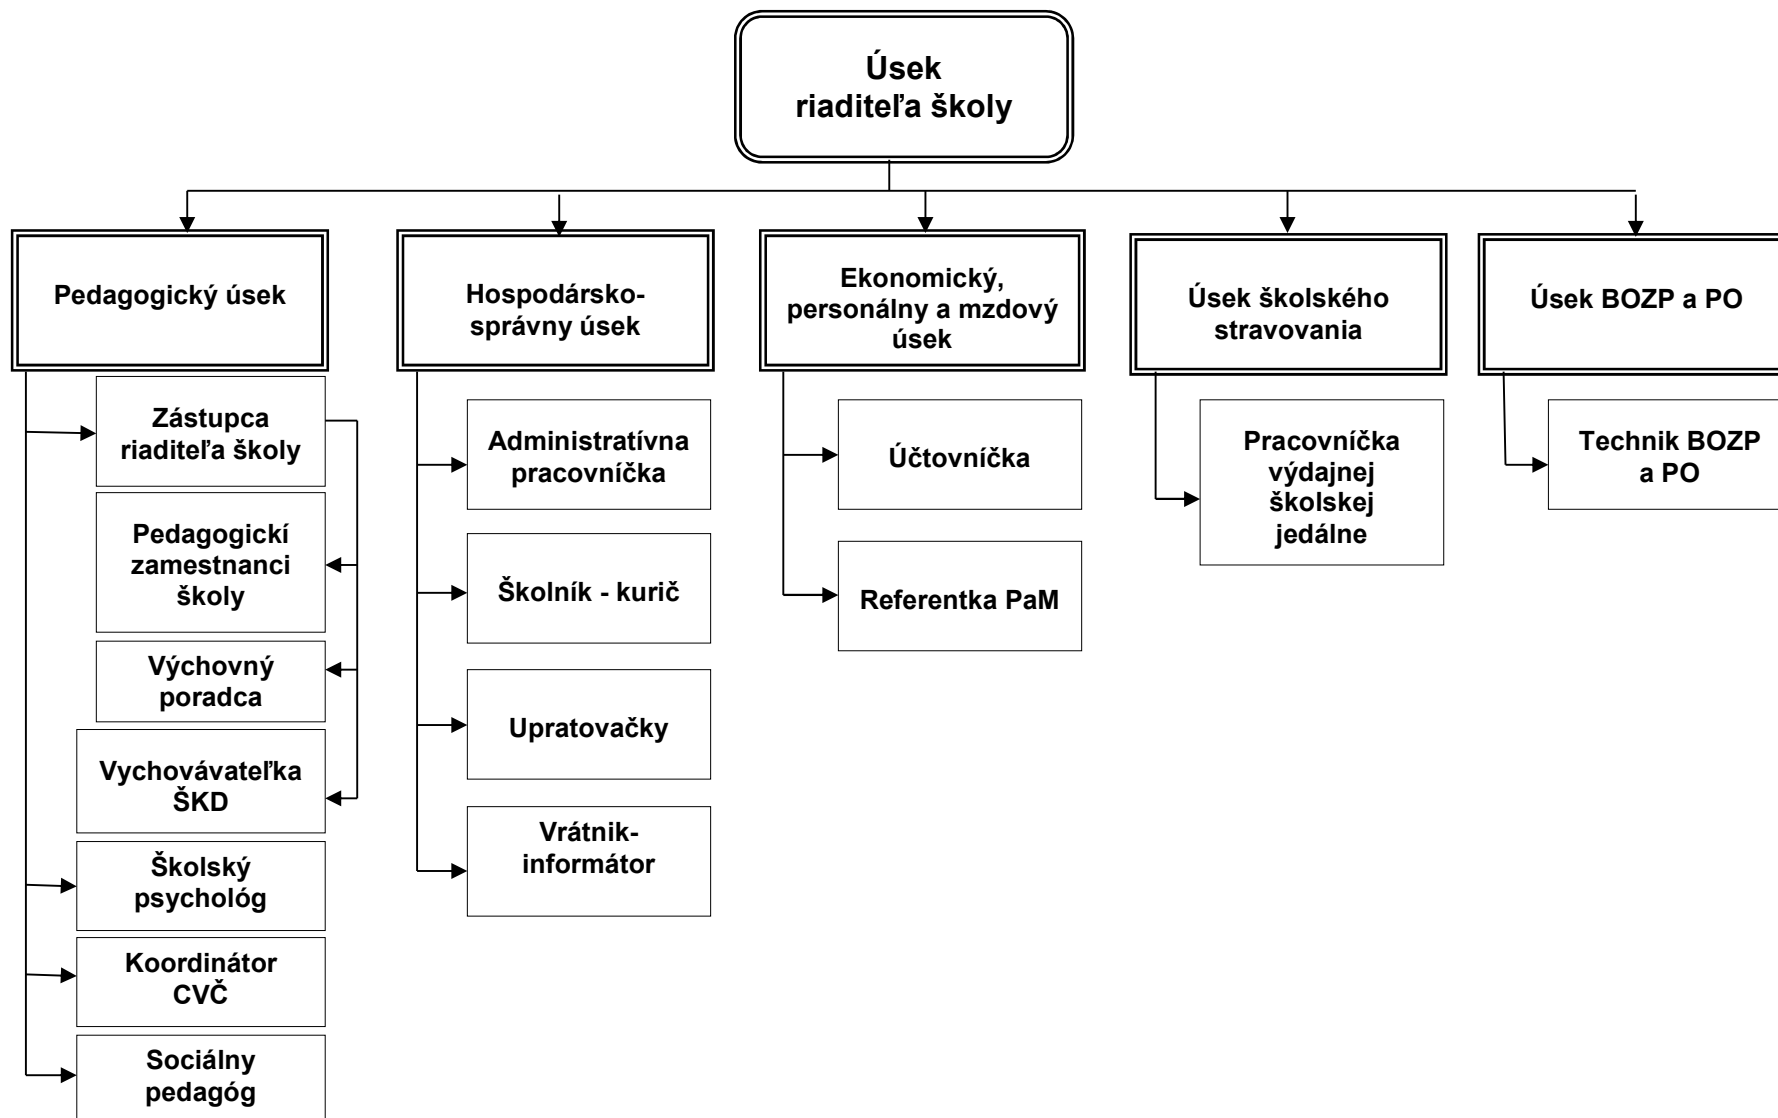 Úsek
riaditeľa školy
Pedagogický úsek
Hospodársko-
správny úsek
Ekonomický,
personálny a mzdový
úsek
Úsek školského
stravovania
Úsek BOZP a PO
Zástupca
riaditeľa školy
Pedagogickí
zamestnanci
školy
Výchovný
poradca
Vychovávateľka
ŠKD
Školský
psychológ
Koordinátor
CVČ
Sociálny
pedagóg
Administratívna
pracovníčka
Školník - kurič
Upratovačky
Vrátnik-
informátor
Účtovníčka
Referentka PaM
Pracovníčka
výdajnej
školskej
jedálne
Technik BOZP
a PO